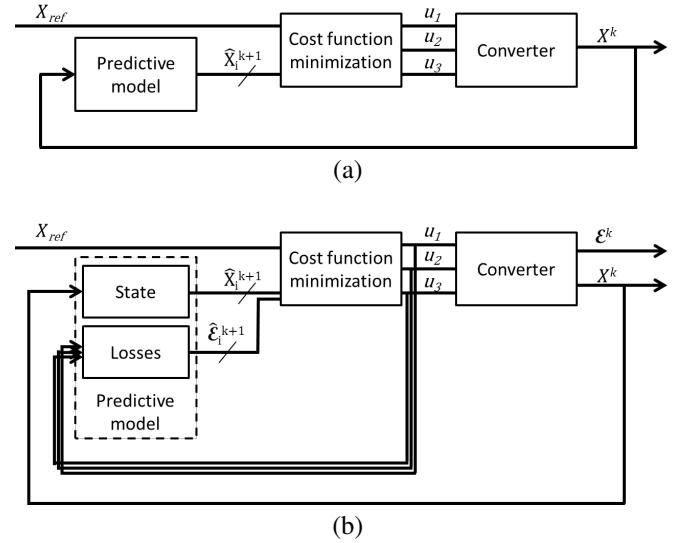 X_ref
Predictive
model
X̂_i^{k+1}
Cost function
minimization
u_1
u_2
u_3
Converter
X^k
(a)
X_ref
State
X̂_i^{k+1}
Losses
ℰ̂_i^{k+1}
Predictive
model
Cost function
minimization
u_1
u_2
u_3
Converter
ℰ^k
X^k
(b)